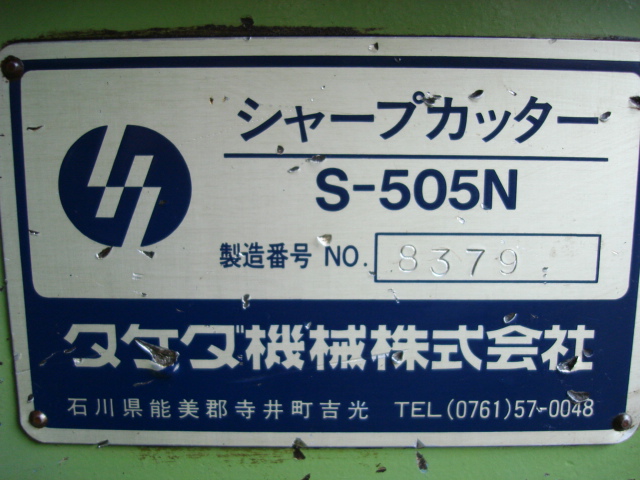 シャープカッター
S-505N
製造番号 NO. 8379
タケダ機械株式会社
石川県能美郡寺井町吉光 TEL(0761)57-0048